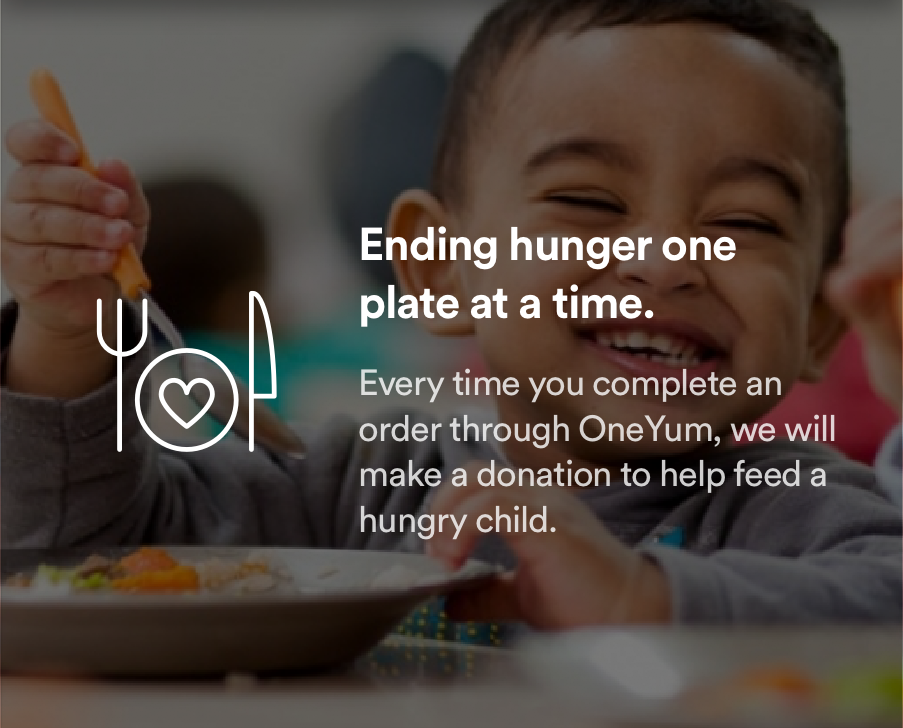 Ending hunger one
plate at a time.
Every time you complete an
order through OneYum, we will
make a donation to help feed a
hungry child.